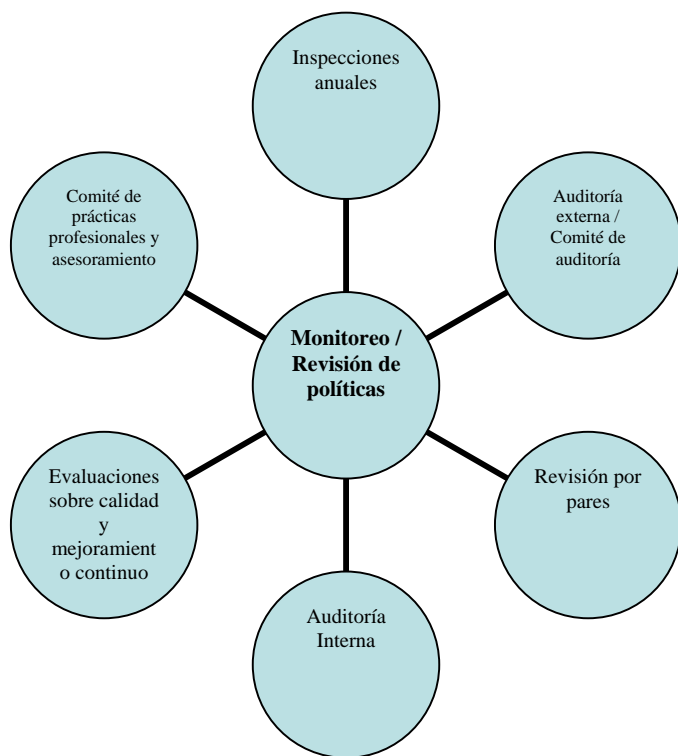 Inspecciones
anuales
Comité de
prácticas
profesionales y
asesoramiento
Auditoría
externa /
Comité de
auditoría
Monitoreo /
Revisión de
políticas
Evaluaciones
sobre calidad
y
mejoramient
o continuo
Revisión por
pares
Auditoría
Interna